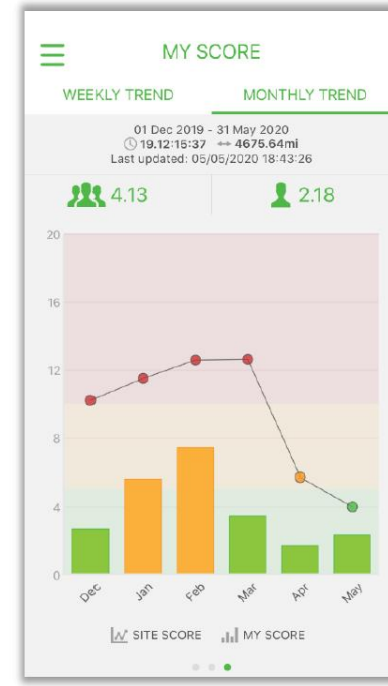 MY SCORE
WEEKLY TREND MONTHLY TREND
01 Dec 2019 - 31 May 2020
19.12:15:37 ↔ 4675.64mi
Last updated: 05/05/2020 18:43:26
4.13 2.18
20
16
12
8
4
0
Dec Jan Feb Mar Apr May
SITE SCORE MY SCORE